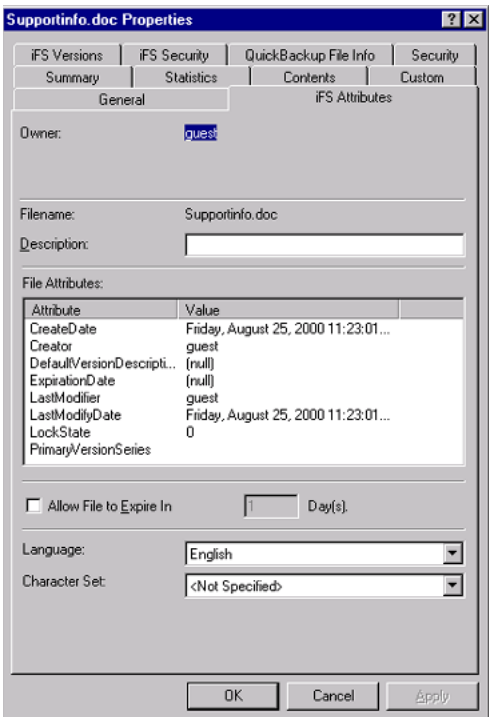 Supportinfo.doc Properties
iFS Versions iFS Security QuickBackup File Info Security
Summary Statistics Contents Custom
General iFS Attributes
Owner: guest
Filename: Supportinfo.doc
Description:
File Attributes:
Attribute Value
CreateDate Friday, August 25, 2000 11:23:01...
Creator guest
DefaultVersionDescripti... (null)
ExpirationDate (null)
LastModifier guest
LastModifyDate Friday, August 25, 2000 11:23:01...
LockState 0
PrimaryVersionSeries
Allow File to Expire In 1 Day(s).
Language: English
Character Set: <Not Specified>
OK Cancel Apply